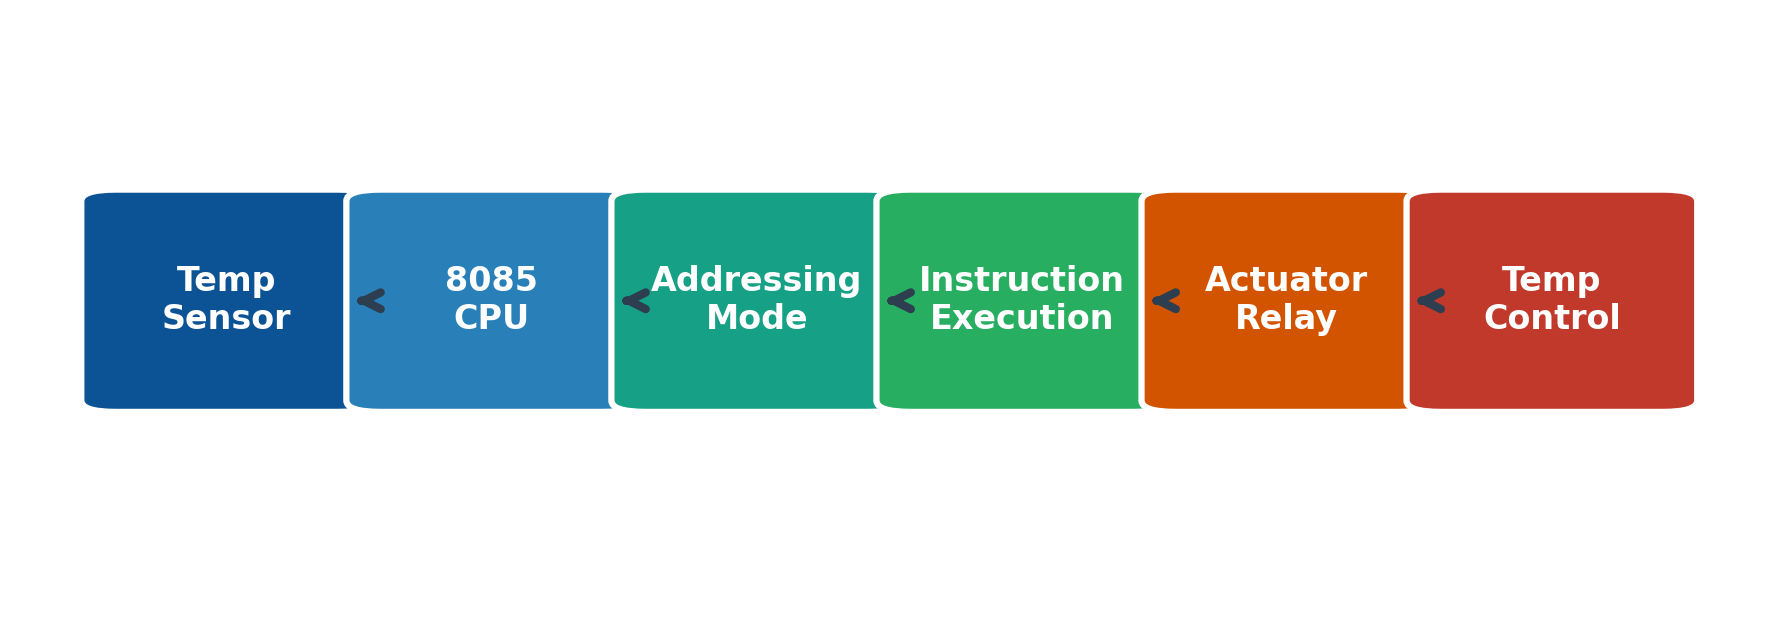 Temp
Sensor
8085
CPU
Addressing
Mode
Instruction
Execution
Actuator
Relay
Temp
Control